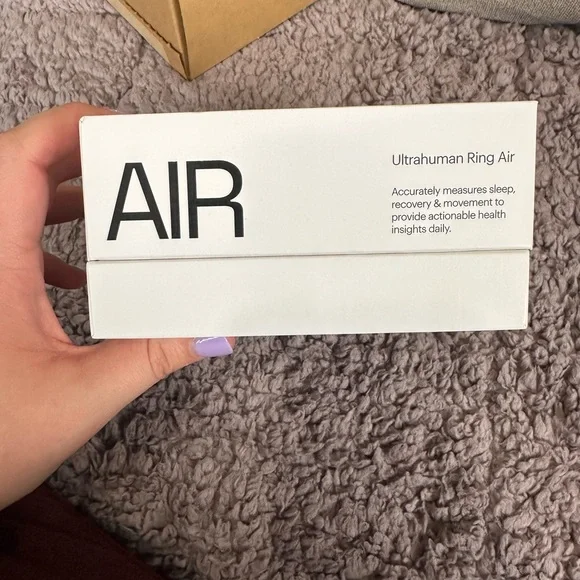 AIR
Ultrahuman Ring Air
Accurately measures sleep,
recovery & movement to
provide actionable health
insights daily.